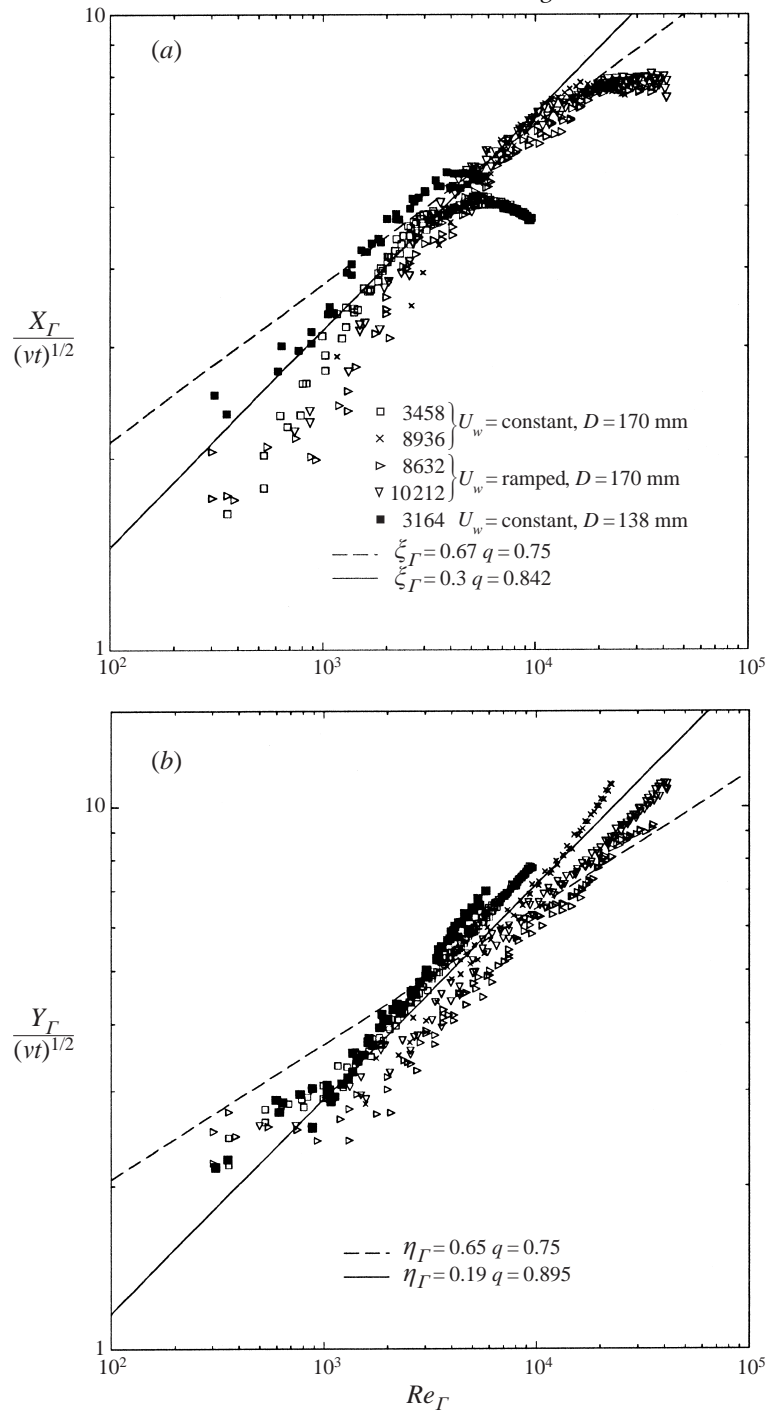 10
(a)
X_Γ
(νt)^{1/2}
□ 3458
× 8936
U_w = constant, D = 170 mm
▷ 8632
▽ 10 212
U_w = ramped, D = 170 mm
■ 3164 U_w = constant, D = 138 mm
ξ_Γ = 0.67 q = 0.75
ξ_Γ = 0.3 q = 0.842
1
10^2 10^3 10^4 10^5
(b)
10
Y_Γ
(νt)^{1/2}
η_Γ = 0.65 q = 0.75
η_Γ = 0.19 q = 0.895
1
10^2 10^3 10^4 10^5
Re_Γ